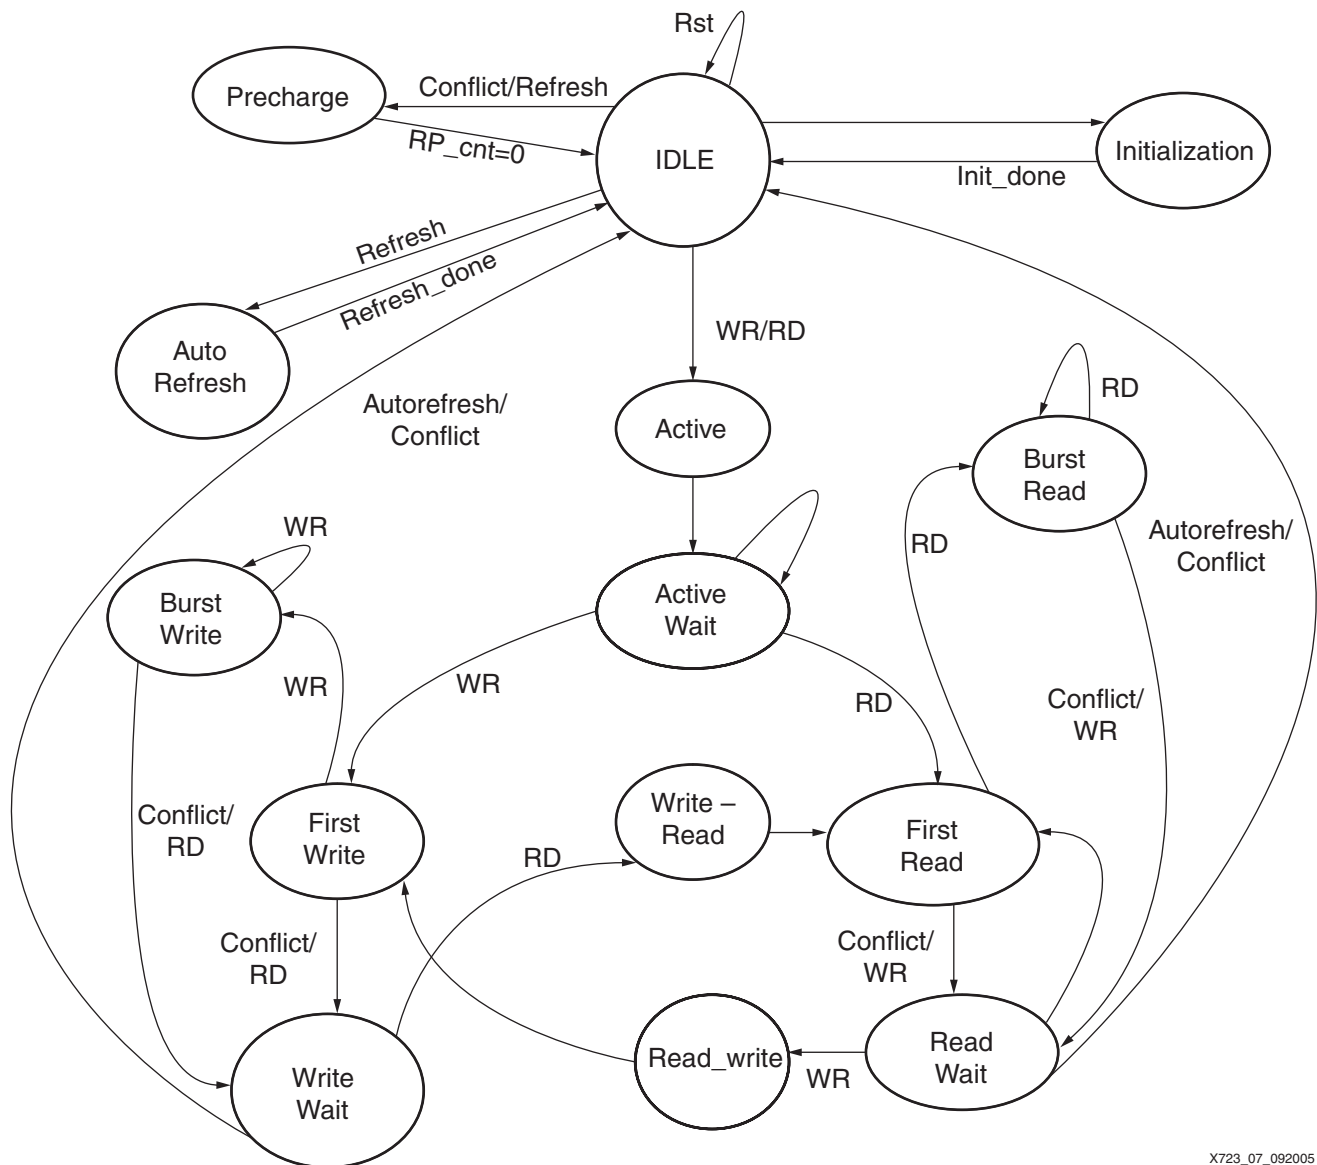 Rst
Conflict/Refresh
Precharge
RP_cnt=0
IDLE
Initialization
Init_done
Refresh
Refresh_done
WR/RD
Auto
Refresh
Autorefresh/
Conflict
Active
RD
Burst
Read
WR
RD
Autorefresh/
Conflict
Burst
Write
Active
Wait
WR
WR
RD
Conflict/
WR
Conflict/
RD
First
Write
Write –
Read
First
Read
RD
Conflict/
RD
Conflict/
WR
Write
Wait
Read_write
WR
Read
Wait
X723_07_092005